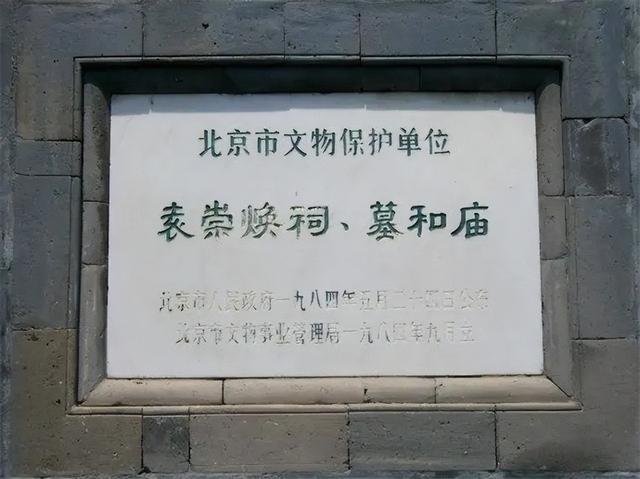 北京市文物保护单位
袁崇焕祠、墓和庙
北京市人民政府一九八四年五月二十四日公布
北京市文物事业管理局一九八四年九月立